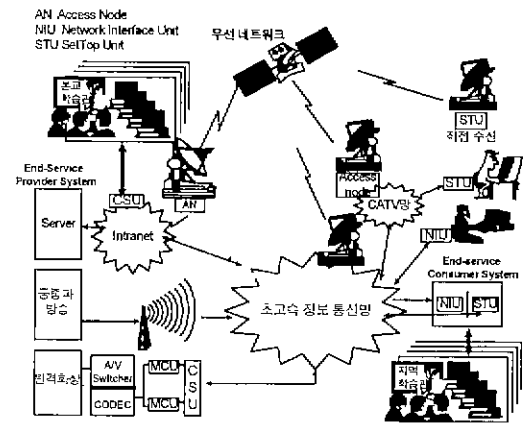 AN Access Node
NIU Network Interface Unit
STU SetTop Unit
무선 네트워크
본교
학습관
STU
직접 수신
End-Service
Provider System
CSU
AN
Access
node
CATV망
STU
Server
Intranet
NIU
End-service
Consumer System
NIU
STU
공중파
방송
초고속 정보 통신망
원격화상
A/V
Switcher
CODEC
MCU
MCU
CSU
지역
학습관